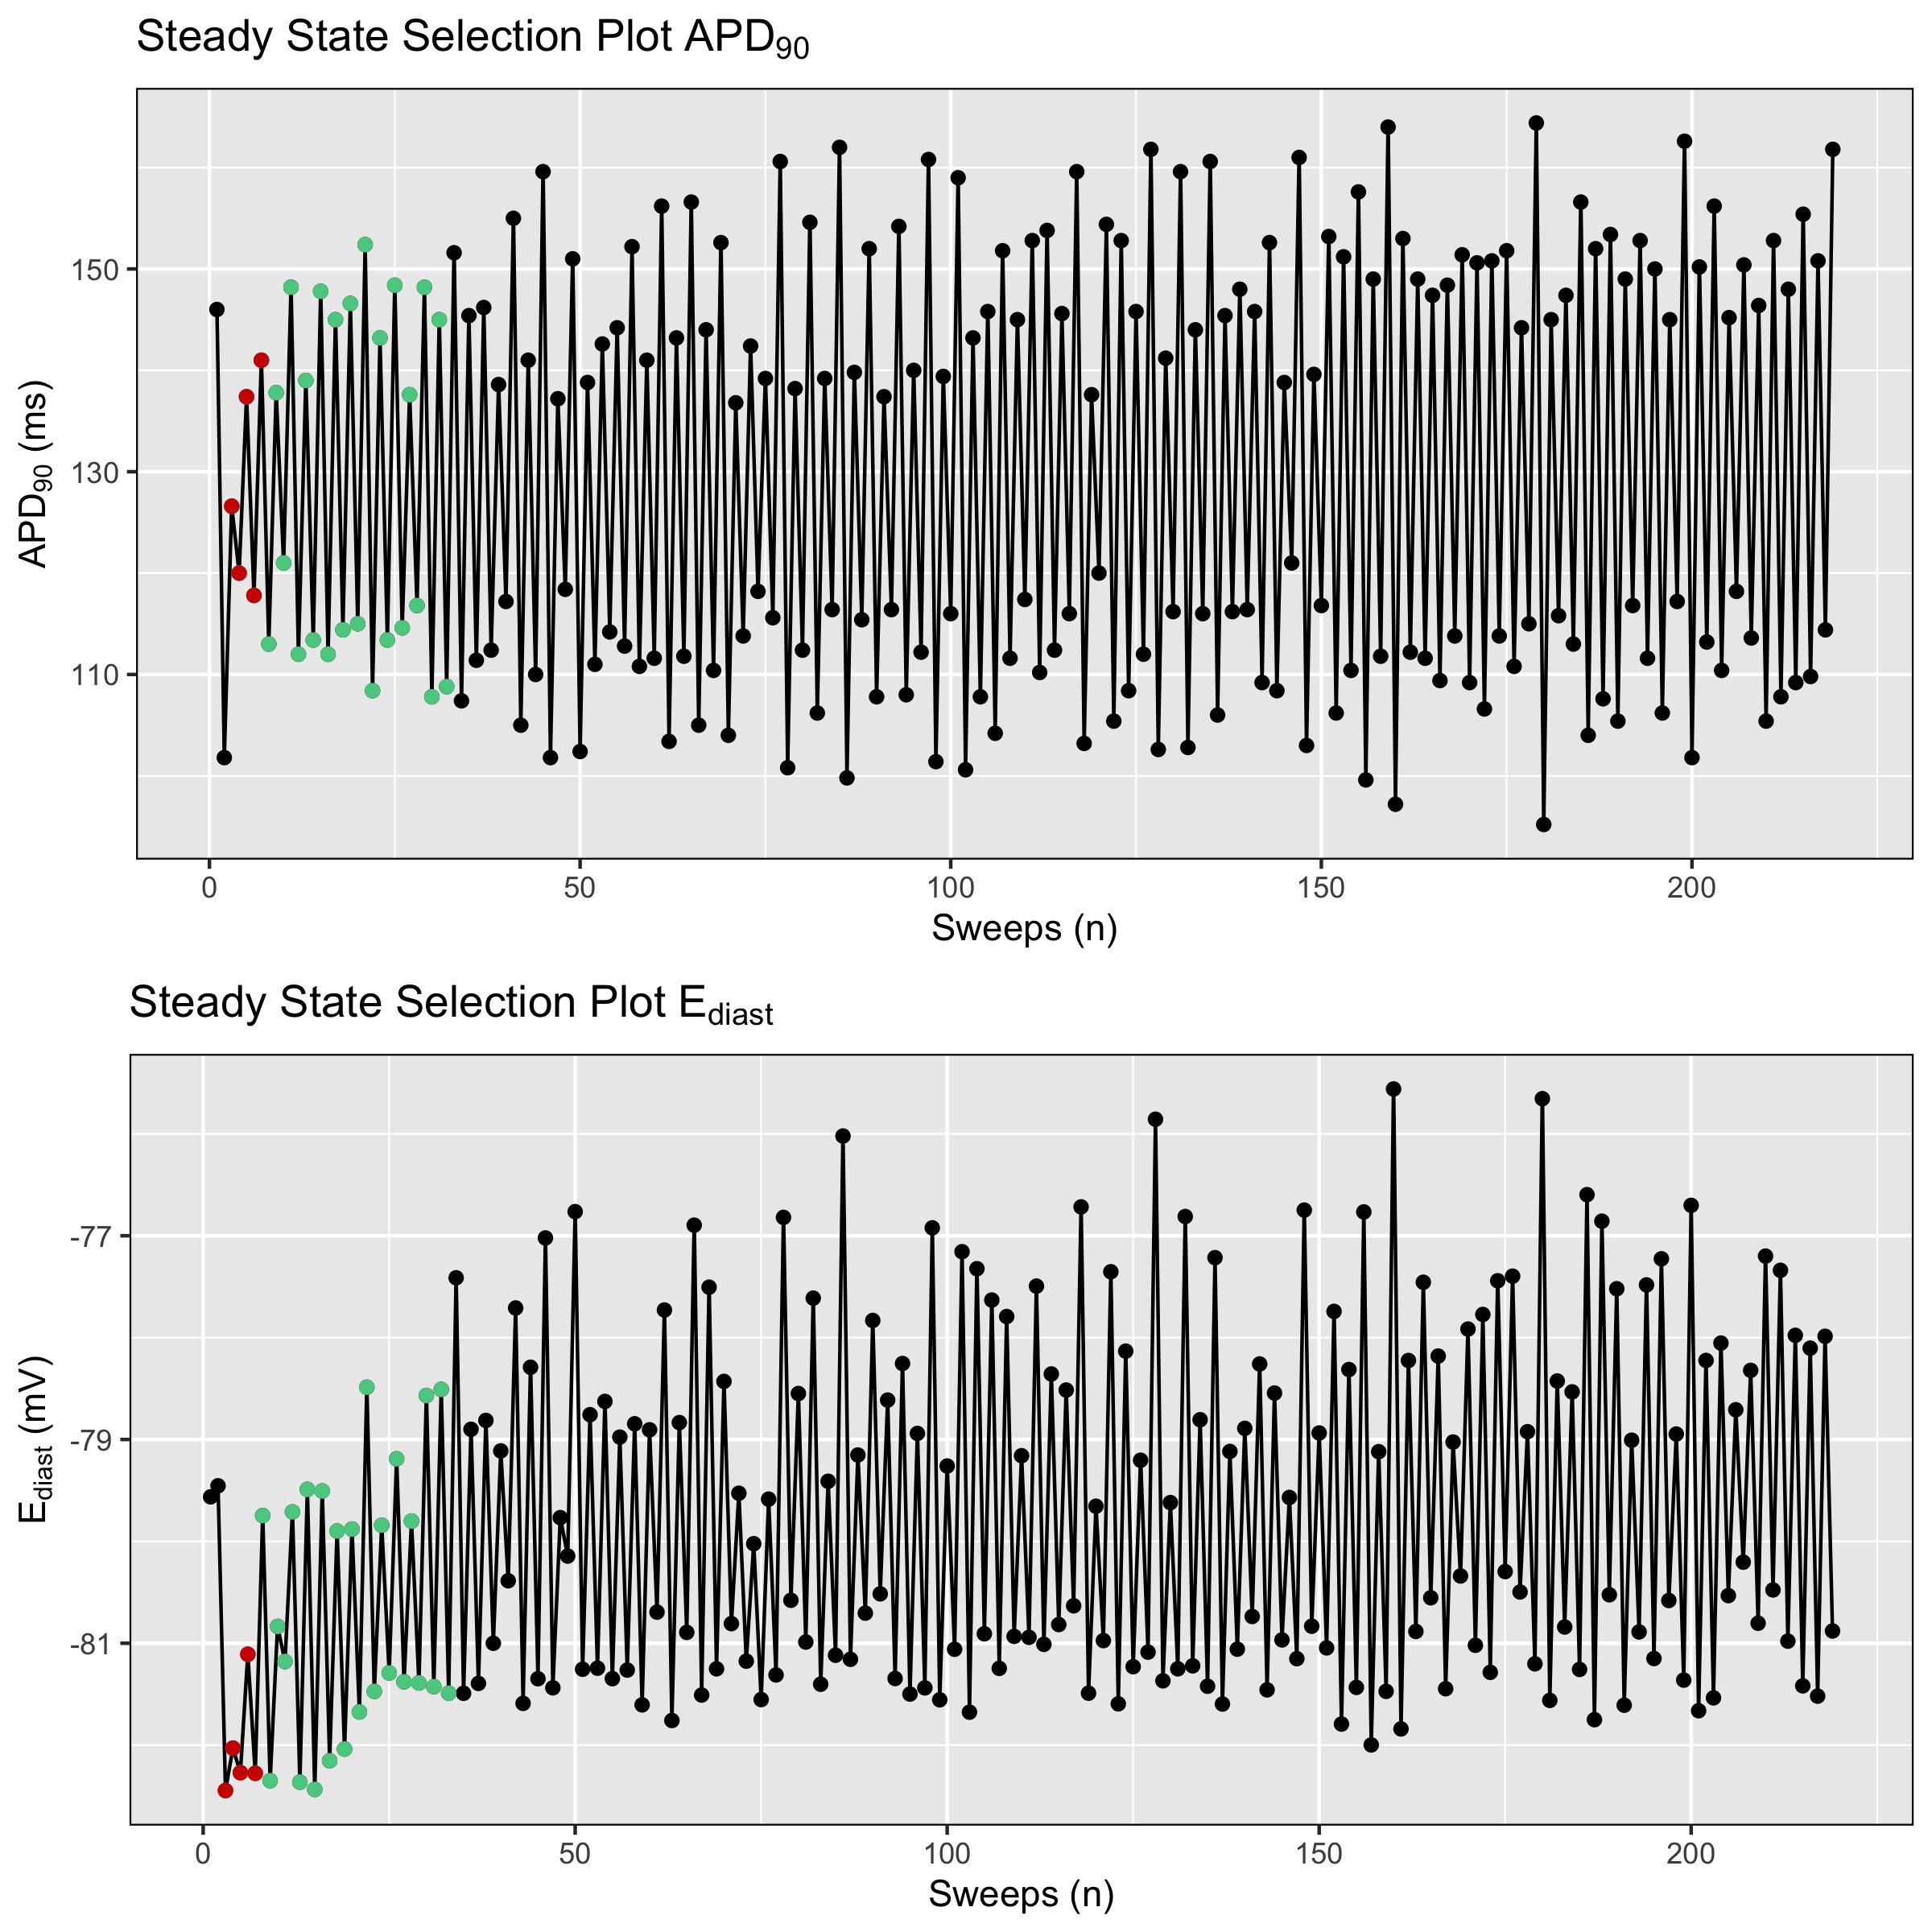 Steady State Selection Plot APD90
150
130
110
APD90 (ms)
0 50 100 150 200
Sweeps (n)
Steady State Selection Plot Ediast
-77
-79
-81
Ediast (mV)
0 50 100 150 200
Sweeps (n)